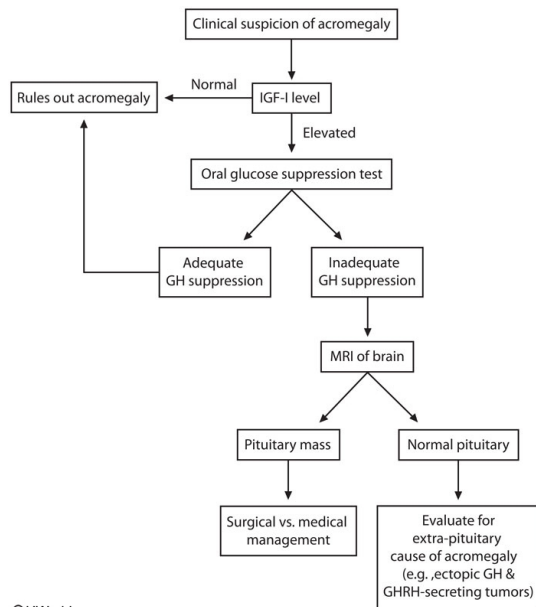 Clinical suspicion of acromegaly
Normal
Rules out acromegaly
IGF-I level
Elevated
Oral glucose suppression test
Adequate
GH suppression
Inadequate
GH suppression
MRI of brain
Pituitary mass
Normal pituitary
Surgical vs. medical
management
Evaluate for
extra-pituitary
cause of acromegaly
(e.g. ,ectopic GH &
GHRH-secreting tumors)